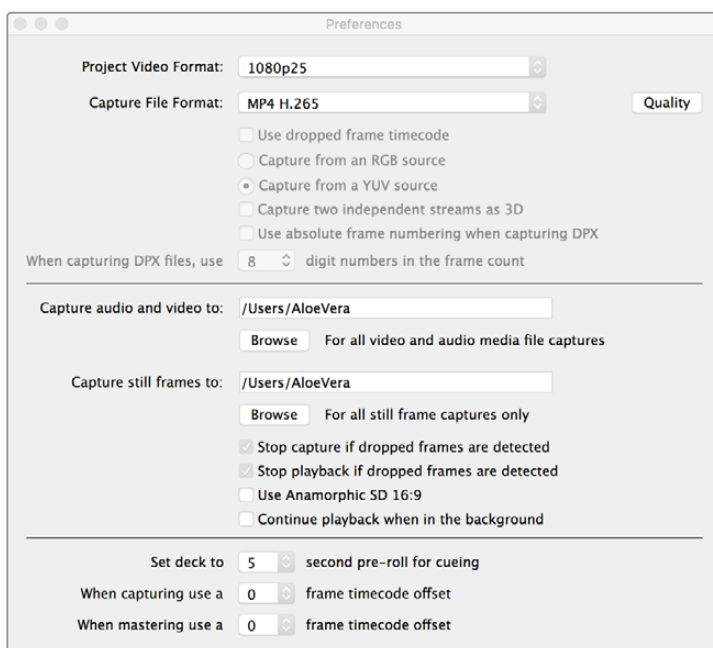 Preferences
Project Video Format: 1080p25
Capture File Format: MP4 H.265 Quality
Use dropped frame timecode
Capture from an RGB source
Capture from a YUV source
Capture two independent streams as 3D
Use absolute frame numbering when capturing DPX
When capturing DPX files, use 8 digit numbers in the frame count
Capture audio and video to: /Users/AloeVera
Browse For all video and audio media file captures
Capture still frames to: /Users/AloeVera
Browse For all still frame captures only
Stop capture if dropped frames are detected
Stop playback if dropped frames are detected
Use Anamorphic SD 16:9
Continue playback when in the background
Set deck to 5 second pre-roll for cueing
When capturing use a 0 frame timecode offset
When mastering use a 0 frame timecode offset